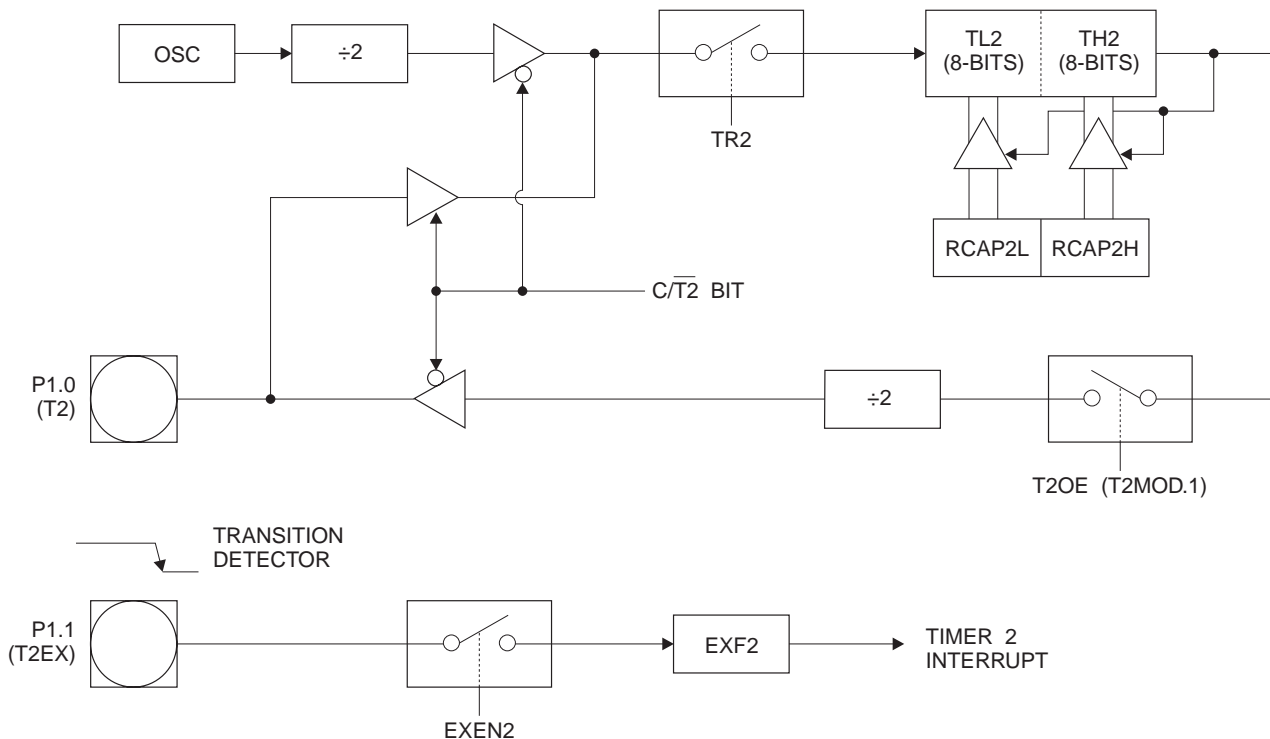 OSC
÷2
TR2
TL2
(8-BITS)
TH2
(8-BITS)
RCAP2L
RCAP2H
C/T2 BIT
P1.0
(T2)
÷2
T2OE (T2MOD.1)
TRANSITION
DETECTOR
P1.1
(T2EX)
EXEN2
EXF2
TIMER 2
INTERRUPT